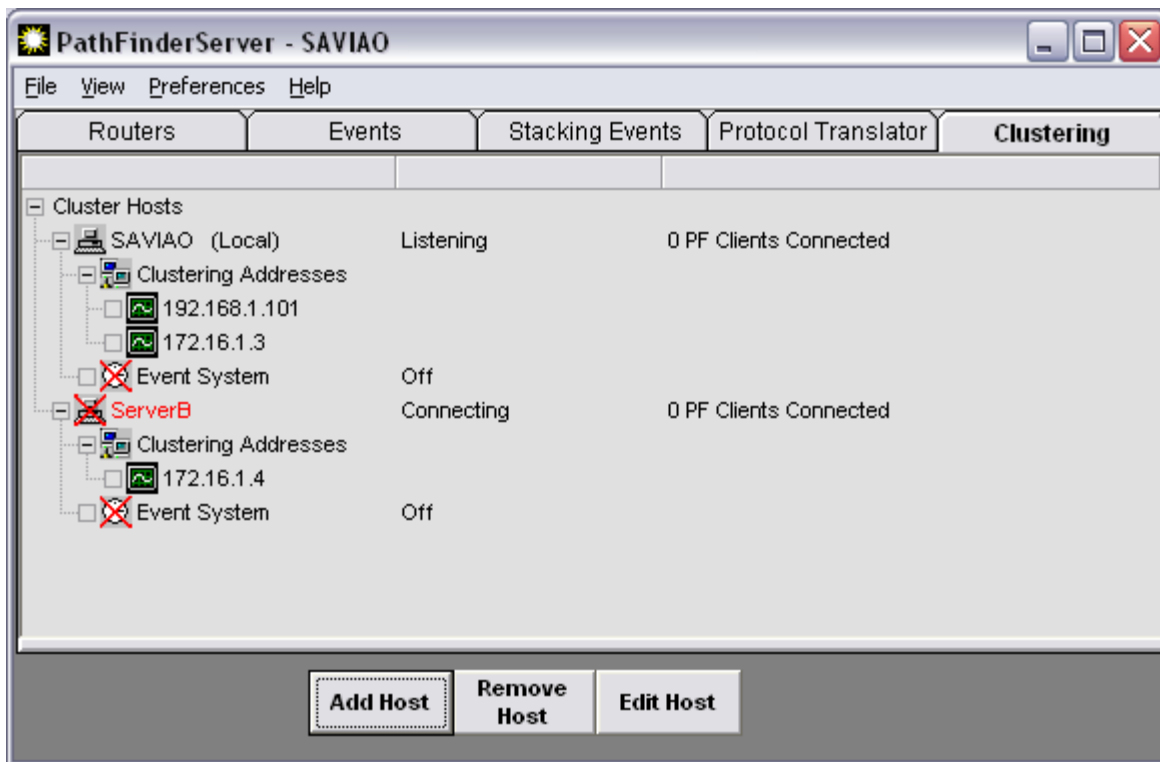 PathFinderServer - SAVIAO
File View Preferences Help
Routers Events Stacking Events Protocol Translator Clustering
Cluster Hosts
SAVIAO (Local) Listening 0 PF Clients Connected
Clustering Addresses
192.168.1.101
172.16.1.3
Event System Off
ServerB Connecting 0 PF Clients Connected
Clustering Addresses
172.16.1.4
Event System Off
Add Host Remove Host Edit Host